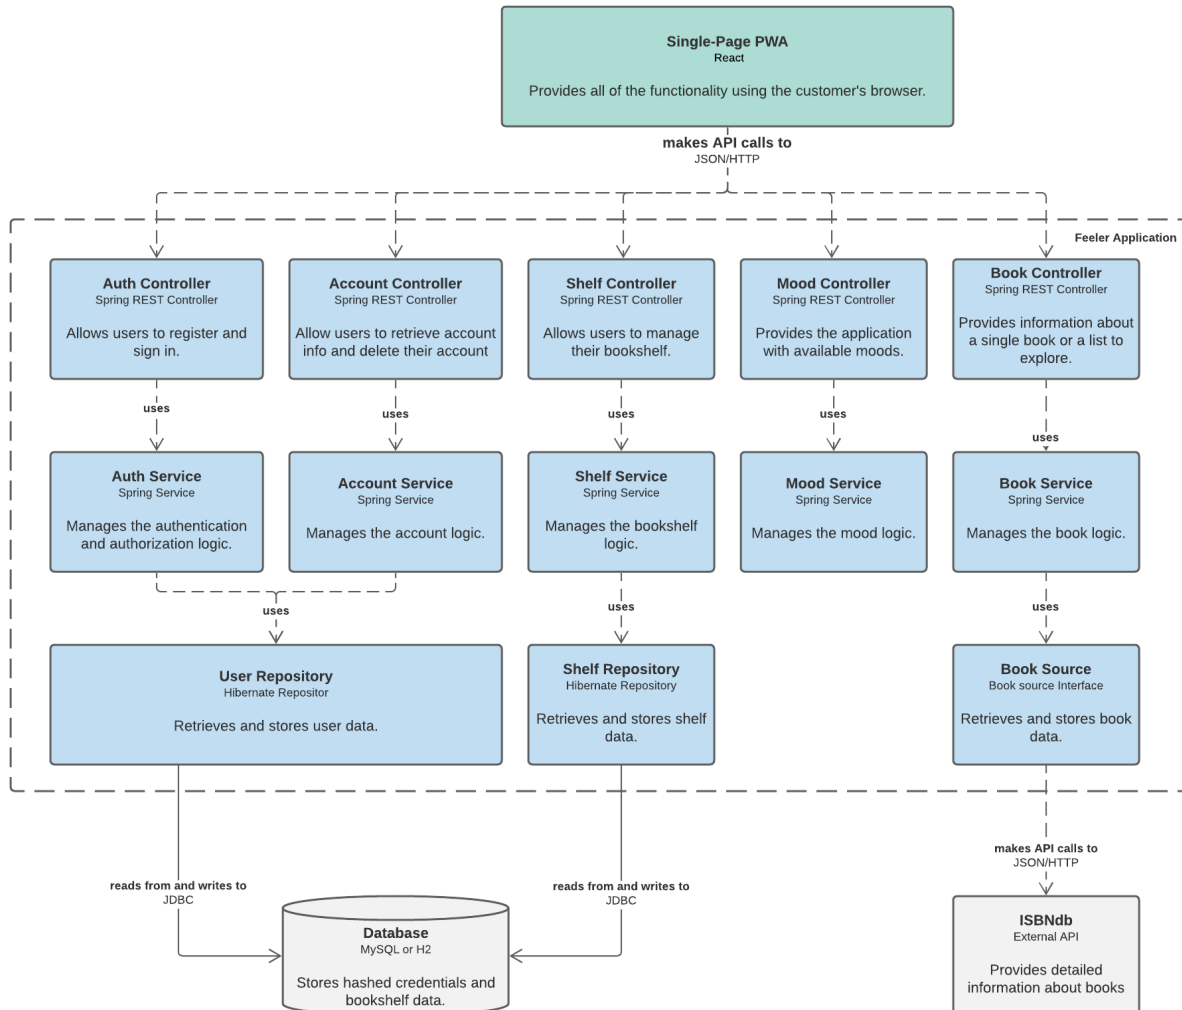 Single-Page PWA
React
Provides all of the functionality using the customer's browser.
makes API calls to
JSON/HTTP
Feeler Application
Auth Controller
Spring REST Controller
Allows users to register and
sign in.
Account Controller
Spring REST Controller
Allow users to retrieve account
info and delete their account
Shelf Controller
Spring REST Controller
Allows users to manage
their bookshelf.
Mood Controller
Spring REST Controller
Provides the application
with available moods.
Book Controller
Spring REST Controller
Provides information about
a single book or a list to
explore.
uses
uses
uses
uses
uses
Auth Service
Spring Service
Manages the authentication
and authorization logic.
Account Service
Spring Service
Manages the account logic.
Shelf Service
Spring Service
Manages the bookshelf
logic.
Mood Service
Spring Service
Manages the mood logic.
Book Service
Spring Service
Manages the book logic.
uses
uses
uses
User Repository
Hibernate Repositor
Retrieves and stores user data.
Shelf Repository
Hibernate Repository
Retrieves and stores shelf
data.
Book Source
Book source Interface
Retrieves and stores book
data.
reads from and writes to
JDBC
reads from and writes to
JDBC
makes API calls to
JSON/HTTP
Database
MySQL or H2
Stores hashed credentials and
bookshelf data.
ISBNdb
External API
Provides detailed
information about books